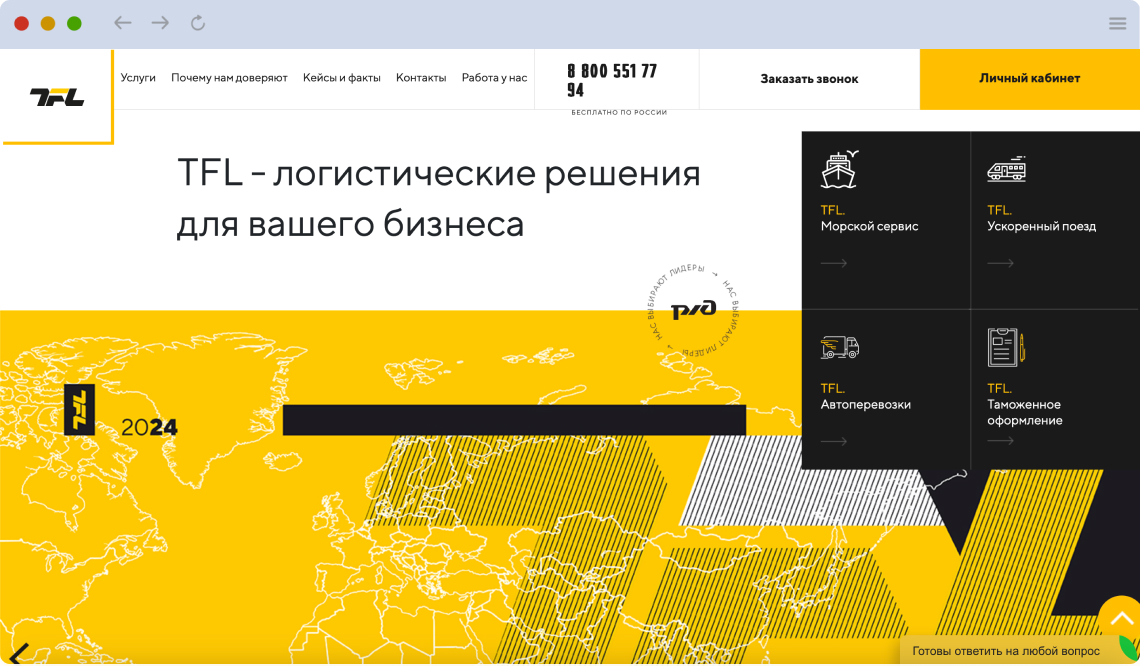 TFL
Услуги Почему нам доверяют Кейсы и факты Контакты Работа у нас
8 800 551 77
94
БЕСПЛАТНО ПО РОССИИ
Заказать звонок
Личный кабинет
TFL - логистические решения
для вашего бизнеса
НАС ВЫБИРАЮТ ЛИДЕРЫ → НАС ВЫБИРАЮТ ЛИДЕРЫ →
ржд
TFL.
Морской сервис
TFL.
Ускоренный поезд
TFL.
Автоперевозки
TFL.
Таможенное
оформление
TFL
2024
Готовы ответить на любой вопрос